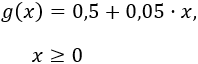 g(x) = 0,5 + 0,05 · x,
x ≥ 0